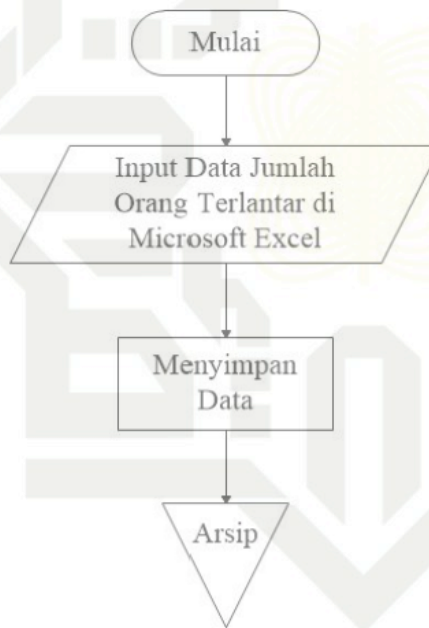 Mulai
Input Data Jumlah
Orang Terlantar di
Microsoft Excel
Menyimpan
Data
Arsip